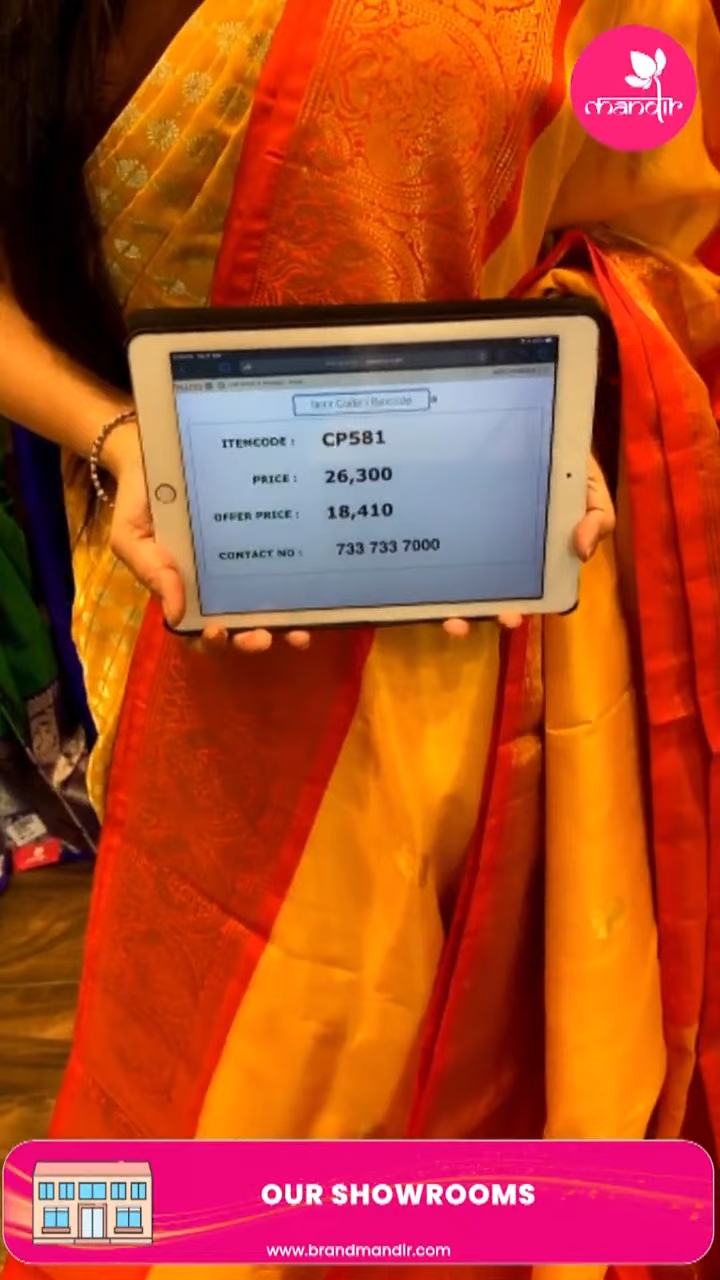 mandir
Item Code / Barcode
ITEMCODE : CP581
PRICE : 26,300
OFFER PRICE : 18,410
CONTACT NO : 733 733 7000
OUR SHOWROOMS
www.brandmandir.com